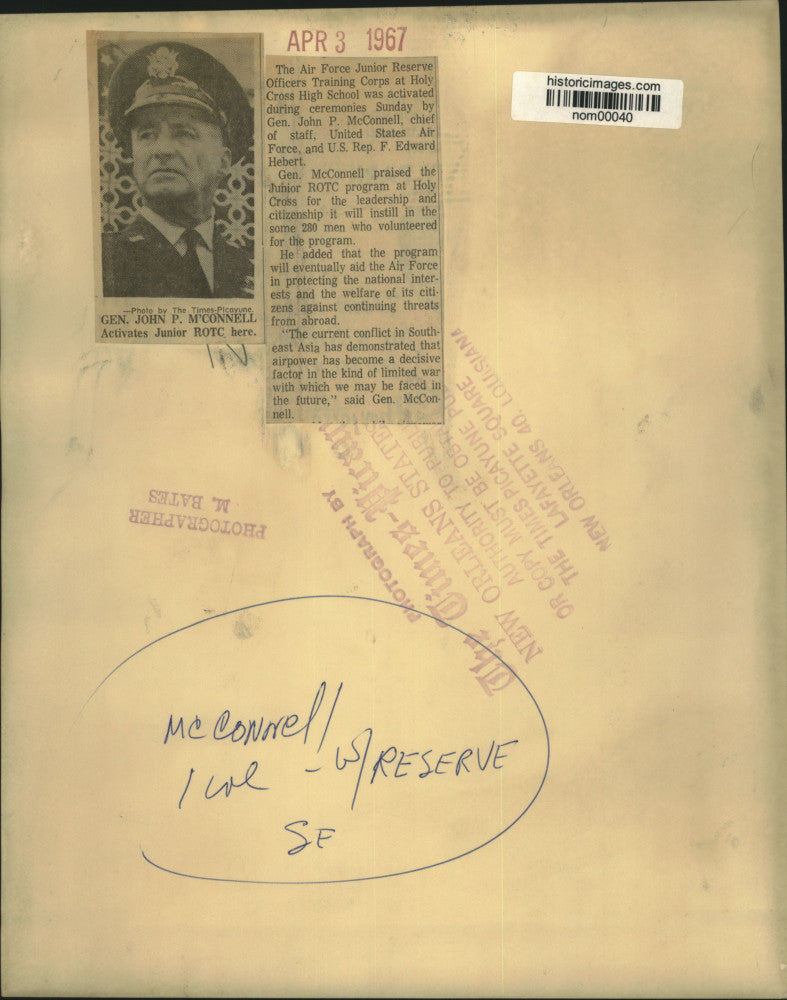 APR 3 1967
historicimages.com
nom00040
The Air Force Junior Reserve
Officers Training Corps at Holy
Cross High School was activated
during ceremonies Sunday by
Gen. John P. McConnell, chief
of staff, United States Air
Force, and U.S. Rep. F. Edward
Hebert.
Gen. McConnell praised the
Junior ROTC program at Holy
Cross for the leadership and
citizenship it will instill in the
some 280 men who volunteered
for the program.
He added that the program
will eventually aid the Air Force
in protecting the national inter-
ests and the welfare of its citi-
zens against continuing threats
from abroad.
"The current conflict in South-
east Asia has demonstrated that
airpower has become a decisive
factor in the kind of limited war
with which we may be faced in
the future," said Gen. McCon-
nell.
—Photo by The Times-Picayune.
GEN. JOHN P. M'CONNELL
Activates Junior ROTC here.
PHOTOGRAPHER
M. BATES
PHOTOGRAPH BY
The Times-Picayune
NEW ORLEANS STATES
AUTHORITY TO PUBLI
OR COPY MUST BE OBT
THE TIMES PICAYUNE PU
LAFAYETTE SQUARE
NEW ORLEANS 40, LOUISIANA
McConnell
1 col - w/RESERVE
SE